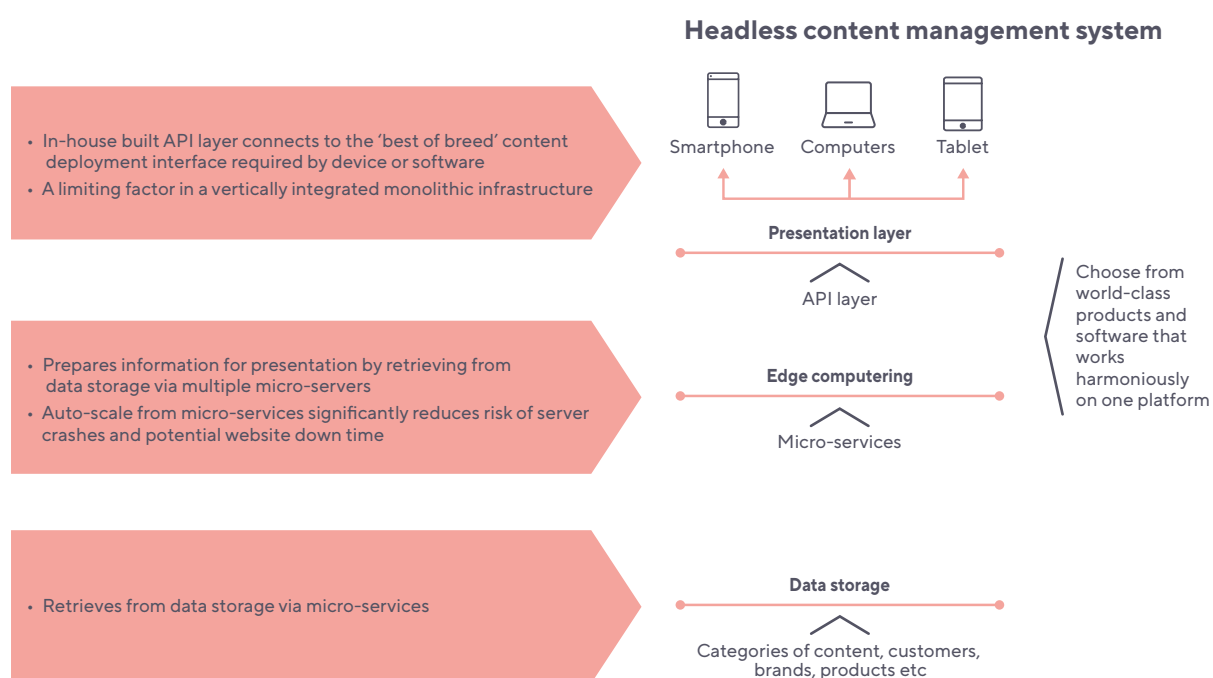 Headless content management system
Smartphone
Computers
Tablet
• In-house built API layer connects to the ‘best of breed’ content
deployment interface required by device or software
• A limiting factor in a vertically integrated monolithic infrastructure
Presentation layer
API layer
Choose from
world-class
products and
software that
works
harmoniously
on one platform
• Prepares information for presentation by retrieving from
data storage via multiple micro-servers
• Auto-scale from micro-services significantly reduces risk of server
crashes and potential website down time
Edge computering
Micro-services
• Retrieves from data storage via micro-services
Data storage
Categories of content, customers,
brands, products etc